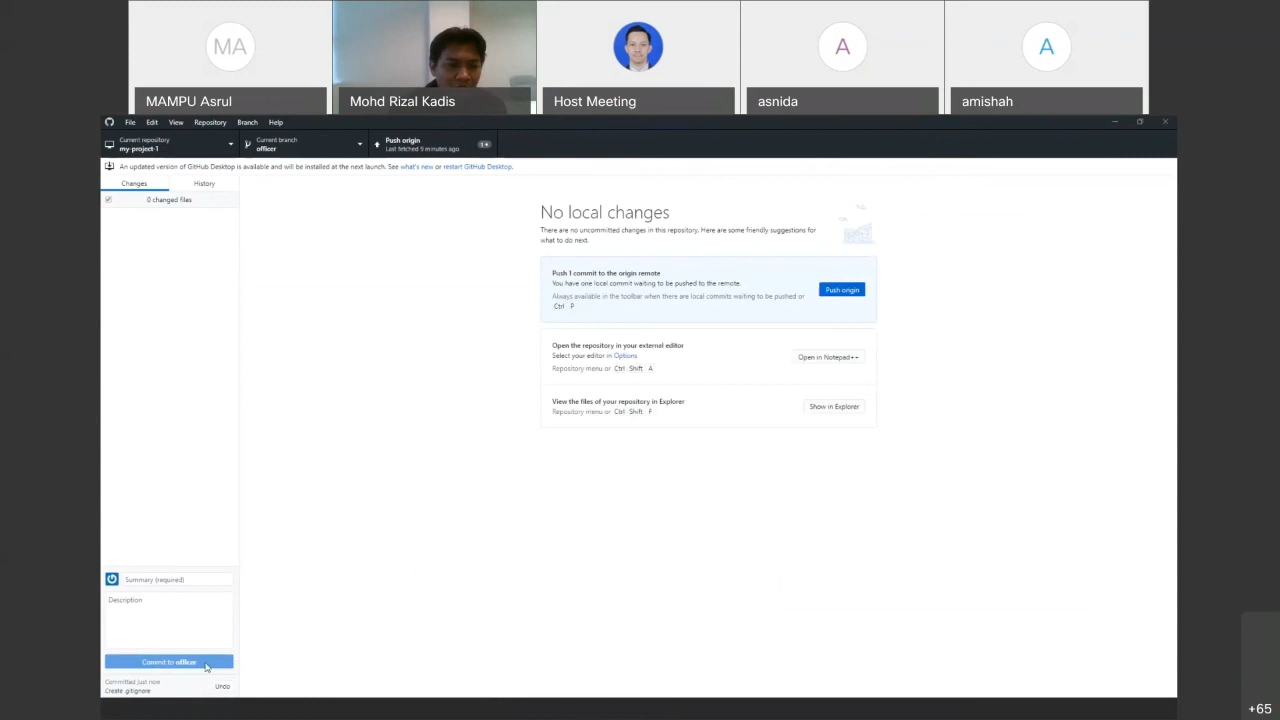 MA
A
A
MAMPU Asrul
Mohd Rizal Kadis
Host Meeting
asnida
amishah
File Edit View Repository Branch Help
Current repository
my-project-1
Current branch
officer
Push origin
Last fetched 9 minutes ago
1
An updated version of GitHub Desktop is available and will be installed at the next launch. See what's new or restart GitHub Desktop.
Changes
History
0 changed files
No local changes
There are no uncommitted changes in this repository. Here are some friendly suggestions for
what to do next.
Push 1 commit to the origin remote
You have one local commit waiting to be pushed to the remote.
Always available in the toolbar when there are local commits waiting to be pushed or
Ctrl P
Push origin
Open the repository in your external editor
Select your editor in Options
Repository menu or Ctrl Shift A
Open in Notepad++
View the files of your repository in Explorer
Repository menu or Ctrl Shift F
Show in Explorer
Summary (required)
Description
Commit to officer
Committed just now
Create .gitignore
Undo
+65